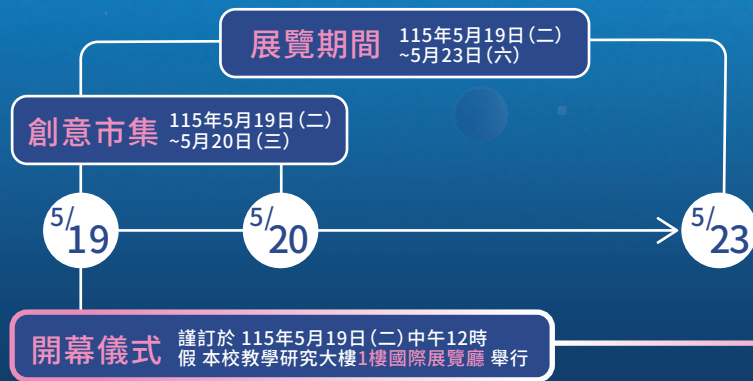 展覽期間
115年5月19日(二)
~5月23日(六)
創意市集
115年5月19日(二)
~5月20日(三)
5/19
5/20
5/23
開幕儀式
謹訂於 115年5月19日(二)中午12時
假 本校教學研究大樓1樓國際展覽廳 舉行